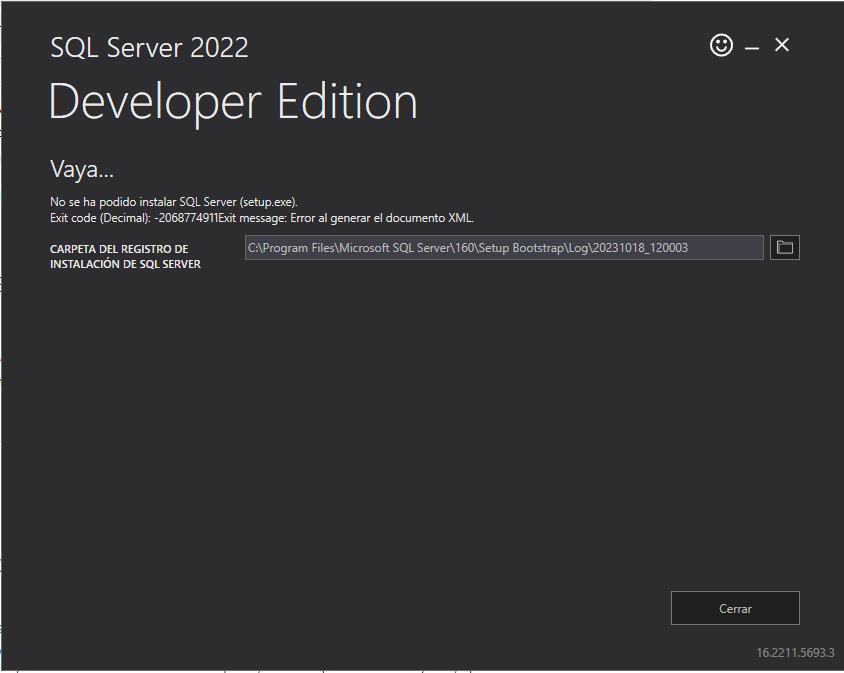 SQL Server 2022
Developer Edition
Vaya...
No se ha podido instalar SQL Server (setup.exe).
Exit code (Decimal): -2068774911Exit message: Error al generar el documento XML.
CARPETA DEL REGISTRO DE
INSTALACIÓN DE SQL SERVER
C:\Program Files\Microsoft SQL Server\160\Setup Bootstrap\Log\20231018_120003
Cerrar
16.2211.5693.3